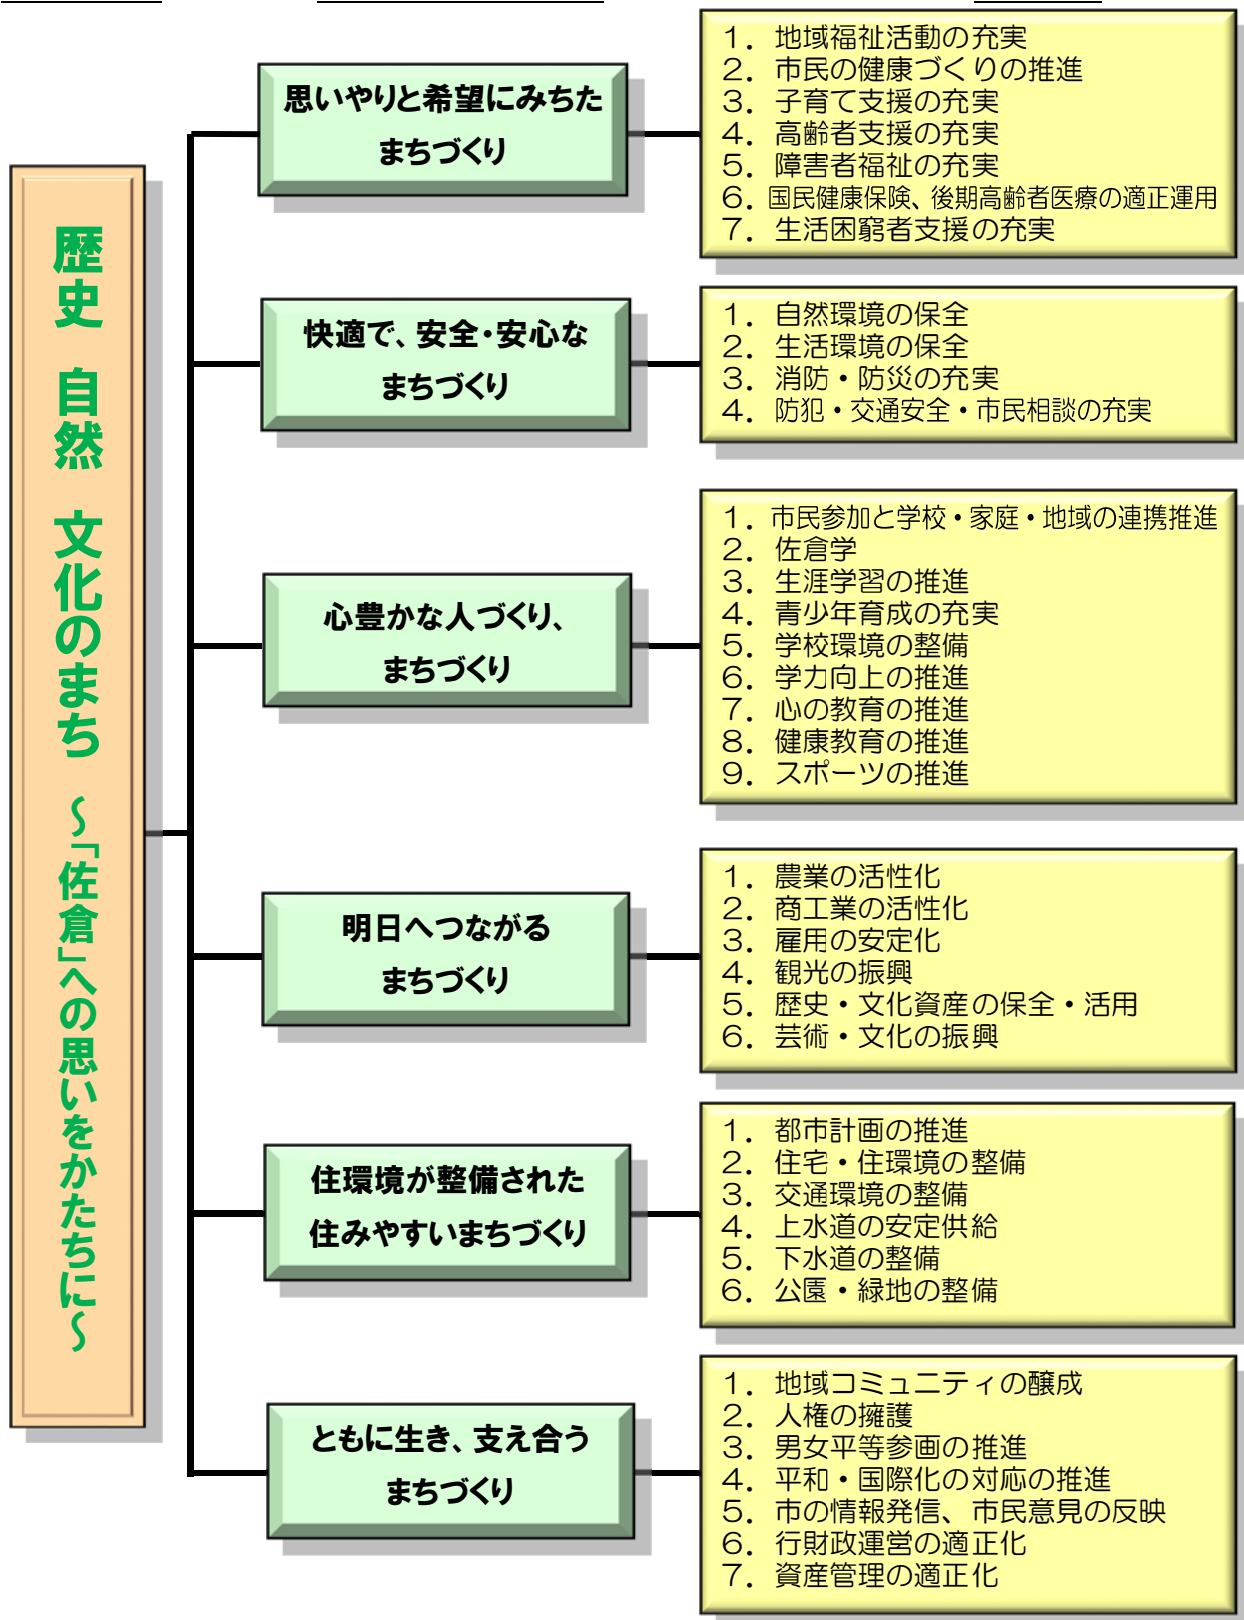 歴史 自然 文化のまち ～「佐倉」への思いをかたちに～
思いやりと希望にみちた
まちづくり
１．地域福祉活動の充実
２．市民の健康づくりの推進
３．子育て支援の充実
４．高齢者支援の充実
５．障害者福祉の充実
６．国民健康保険、後期高齢者医療の適正運用
７．生活困窮者支援の充実
快適で、安全・安心な
まちづくり
１．自然環境の保全
２．生活環境の保全
３．消防・防災の充実
４．防犯・交通安全・市民相談の充実
心豊かな人づくり、
まちづくり
１．市民参加と学校・家庭・地域の連携推進
２．佐倉学
３．生涯学習の推進
４．青少年育成の充実
５．学校環境の整備
６．学力向上の推進
７．心の教育の推進
８．健康教育の推進
９．スポーツの推進
明日へつながる
まちづくり
１．農業の活性化
２．商工業の活性化
３．雇用の安定化
４．観光の振興
５．歴史・文化資産の保全・活用
６．芸術・文化の振興
住環境が整備された
住みやすいまちづくり
１．都市計画の推進
２．住宅・住環境の整備
３．交通環境の整備
４．上水道の安定供給
５．下水道の整備
６．公園・緑地の整備
ともに生き、支え合う
まちづくり
１．地域コミュニティの醸成
２．人権の擁護
３．男女平等参画の推進
４．平和・国際化の対応の推進
５．市の情報発信、市民意見の反映
６．行財政運営の適正化
７．資産管理の適正化